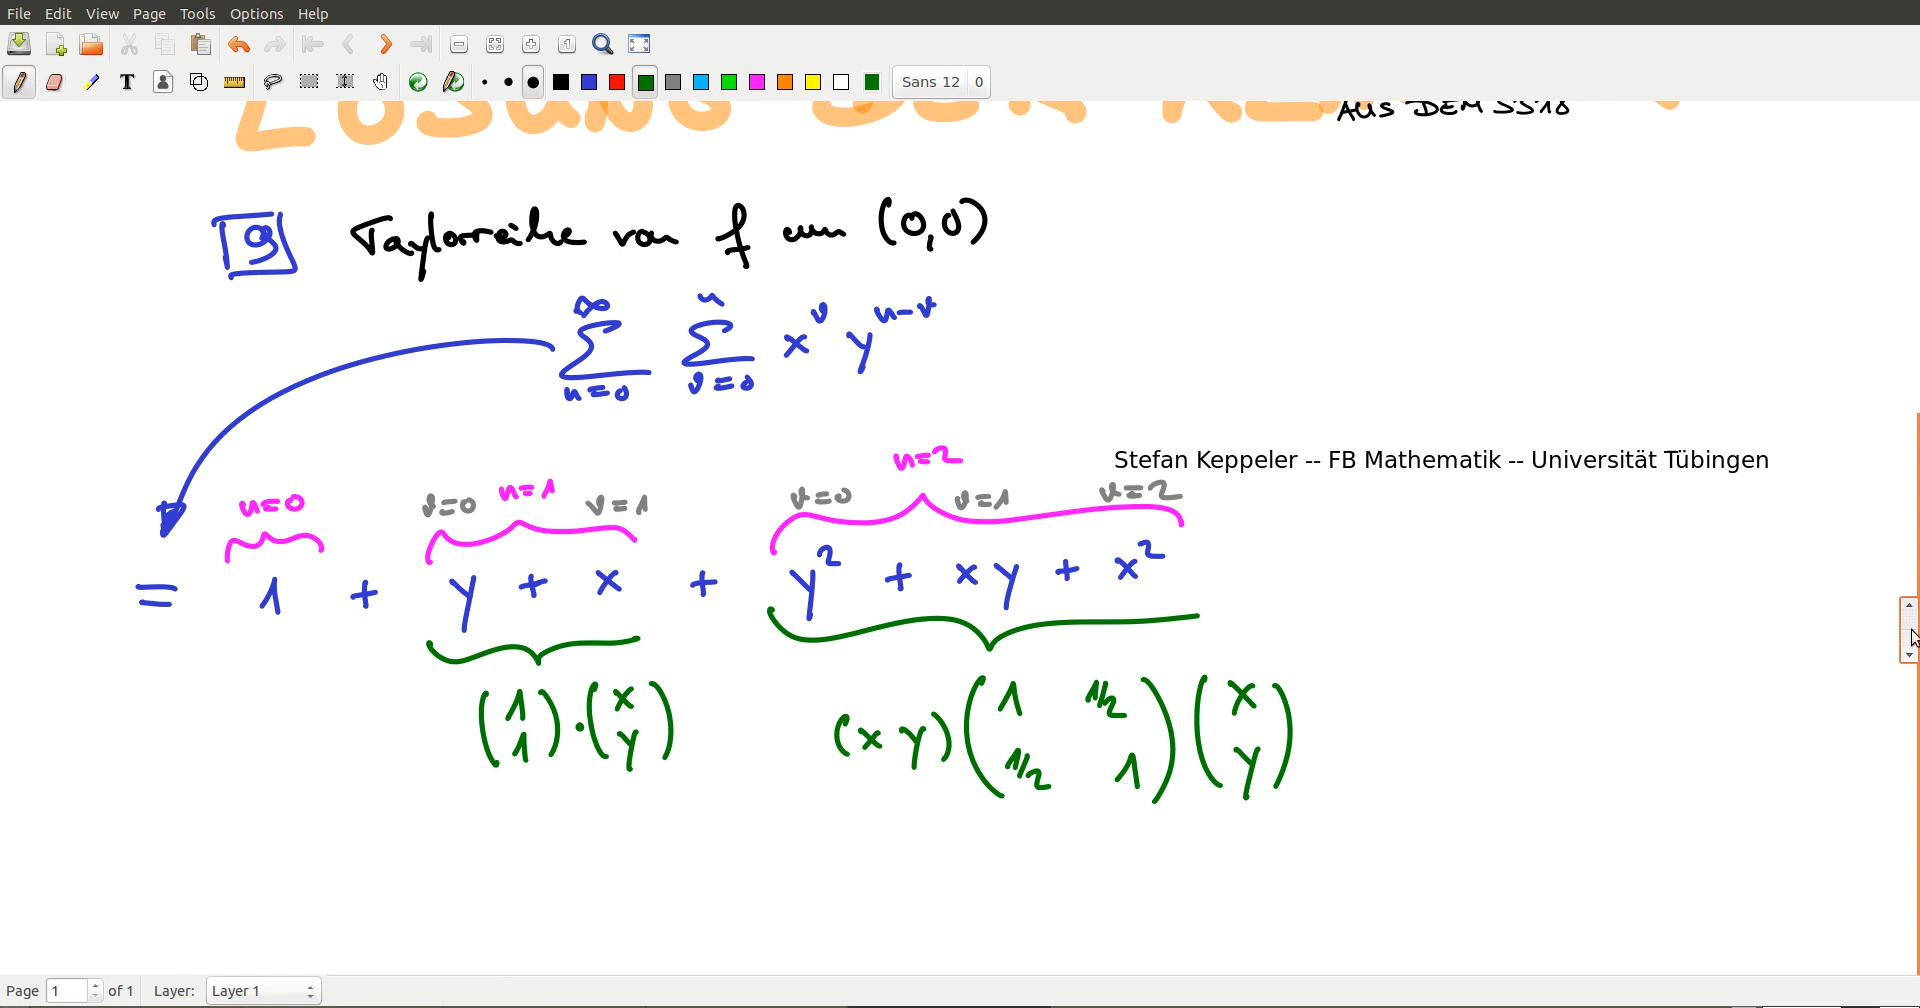 File Edit View Page Tools Options Help
Sans 12 0
AUS DEM SS18
9 Taylorreihe von f um (0,0)
∞ n
∑ ∑ x^ν y^(n-ν)
n=0 ν=0
Stefan Keppeler -- FB Mathematik -- Universität Tübingen
n=2
n=0 ν=0 n=1 ν=1 ν=0 ν=1 ν=2
= 1 + y + x + y² + xy + x²
(1 1) · (x y) (x y) (1 1/2 1/2 1) (x y)
Page 1 of 1 Layer: Layer 1